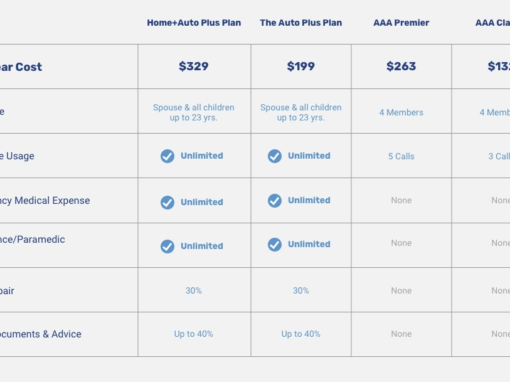 Home+Auto Plus Plan The Auto Plus Plan AAA Premier AAA Cla
ar Cost $329 $199 $263 $13
e Spouse & all children up to 23 yrs. Spouse & all children up to 23 yrs. 4 Members 4 Memb
e Usage Unlimited Unlimited 5 Calls 3 Call
ncy Medical Expense Unlimited Unlimited None None
nce/Paramedic Unlimited Unlimited None None
pair 30% 30% None None
cuments & Advice Up to 40% Up to 40% None None